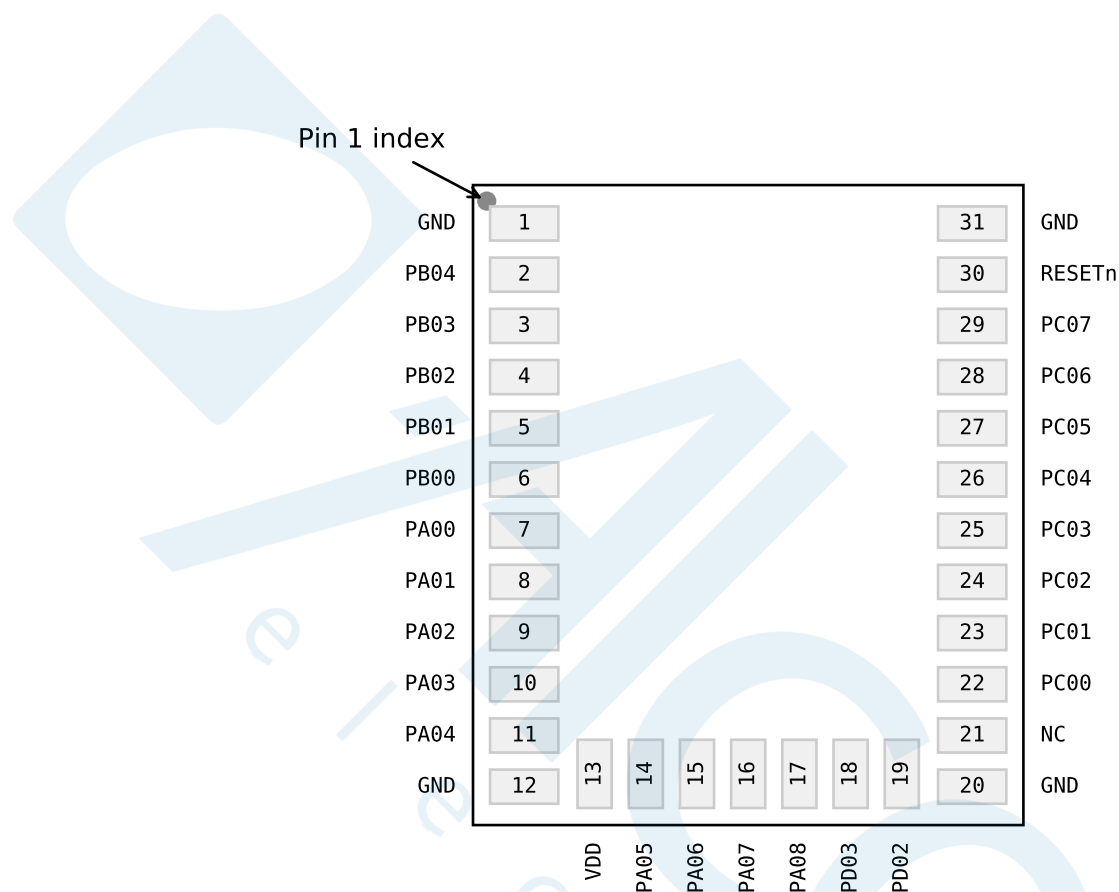 Pin 1 index
GND 1 31 GND
PB04 2 30 RESETn
PB03 3 29 PC07
PB02 4 28 PC06
PB01 5 27 PC05
PB00 6 26 PC04
PA00 7 25 PC03
PA01 8 24 PC02
PA02 9 23 PC01
PA03 10 22 PC00
PA04 11 21 NC
GND 12 20 GND
13 14 15 16 17 18 19
VDD PA05 PA06 PA07 PA08 PD03 PD02